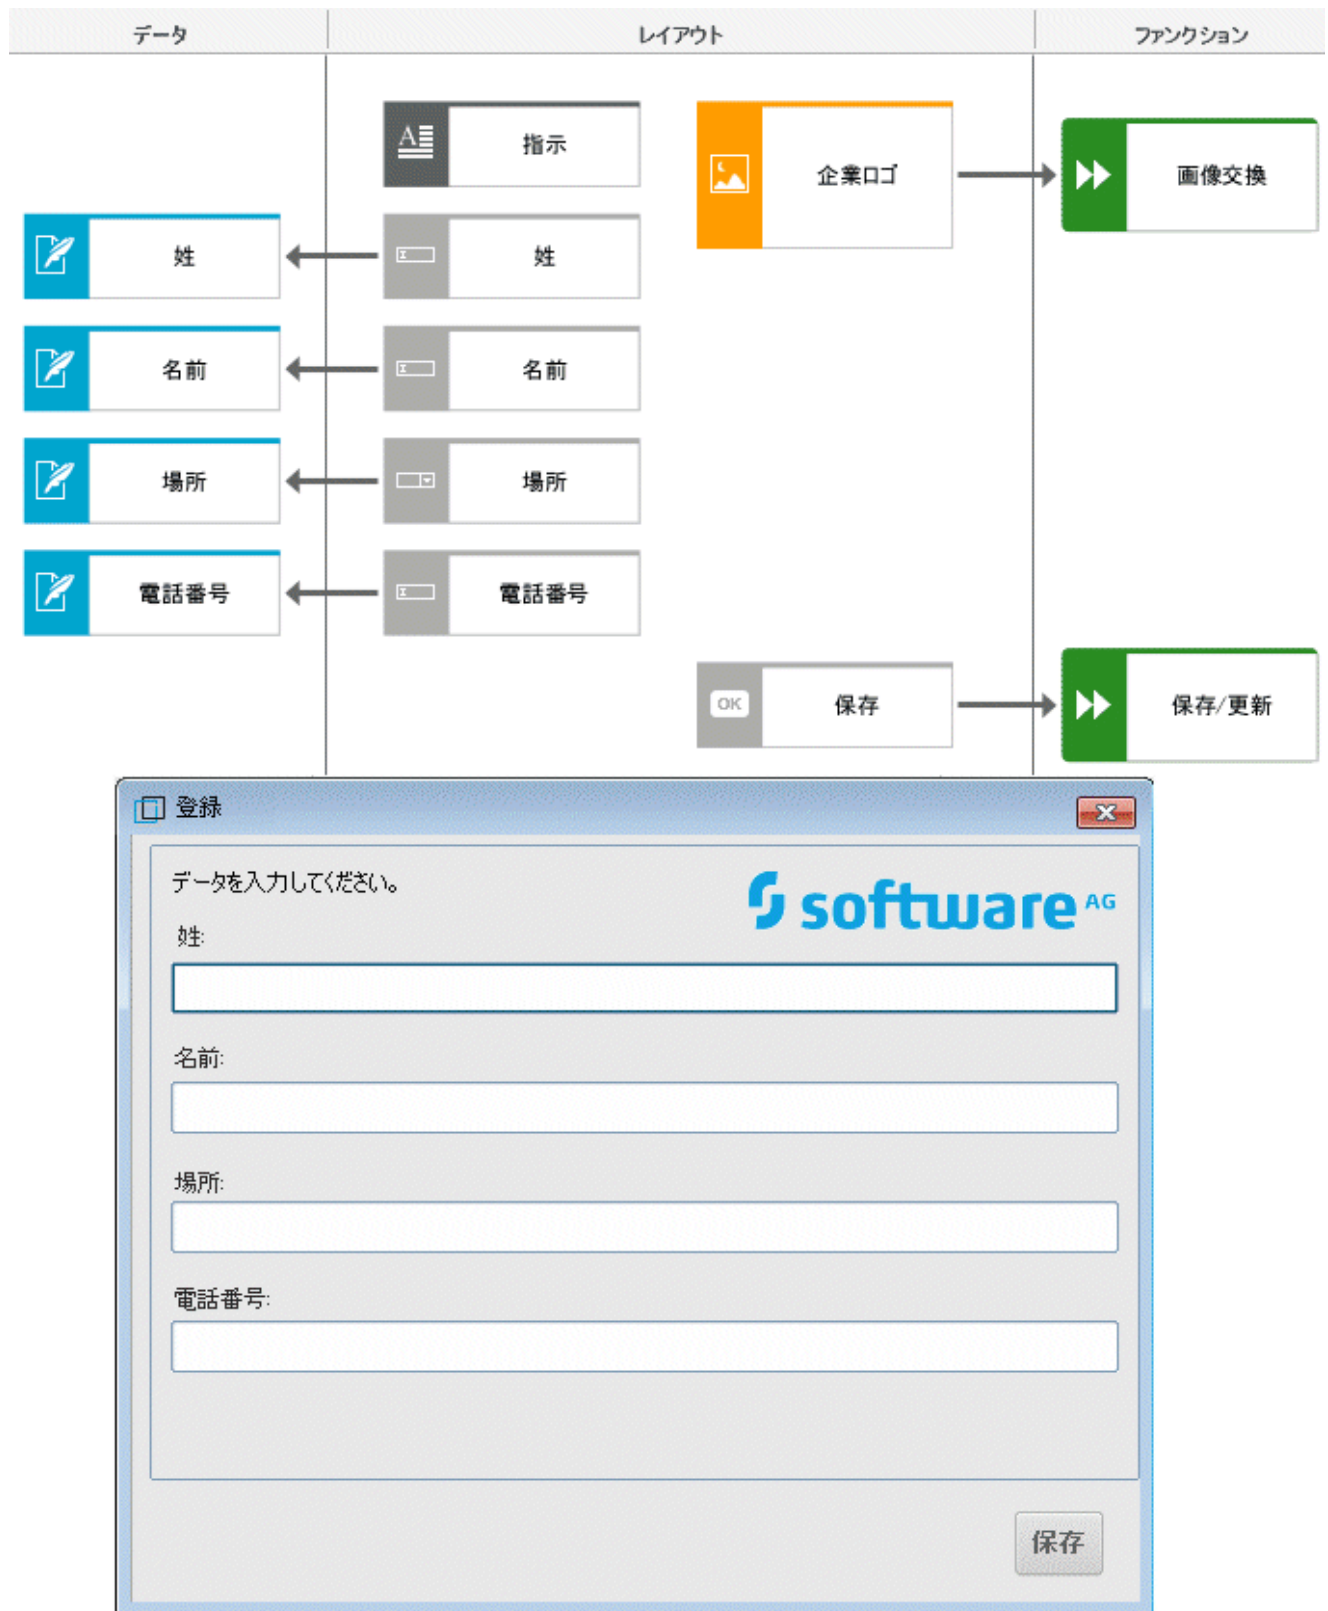 データ レイアウト ファンクション
指示
企業ロゴ
画像交換
姓
姓
名前
名前
場所
場所
電話番号
電話番号
OK
保存
保存/更新
登録
データを入力してください。
software AG
姓:
名前:
場所:
電話番号:
保存